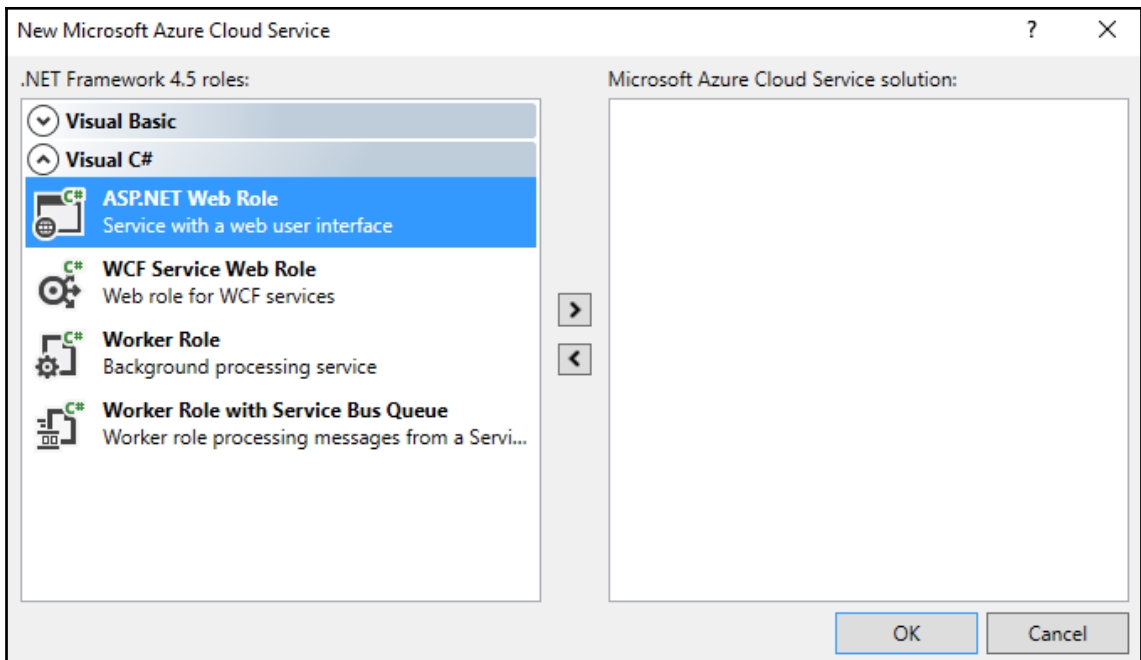 New Microsoft Azure Cloud Service
?
.NET Framework 4.5 roles:
Microsoft Azure Cloud Service solution:
Visual Basic
Visual C#
C#
ASP.NET Web Role
Service with a web user interface
C#
WCF Service Web Role
Web role for WCF services
C#
Worker Role
Background processing service
C#
Worker Role with Service Bus Queue
Worker role processing messages from a Servi...
OK
Cancel